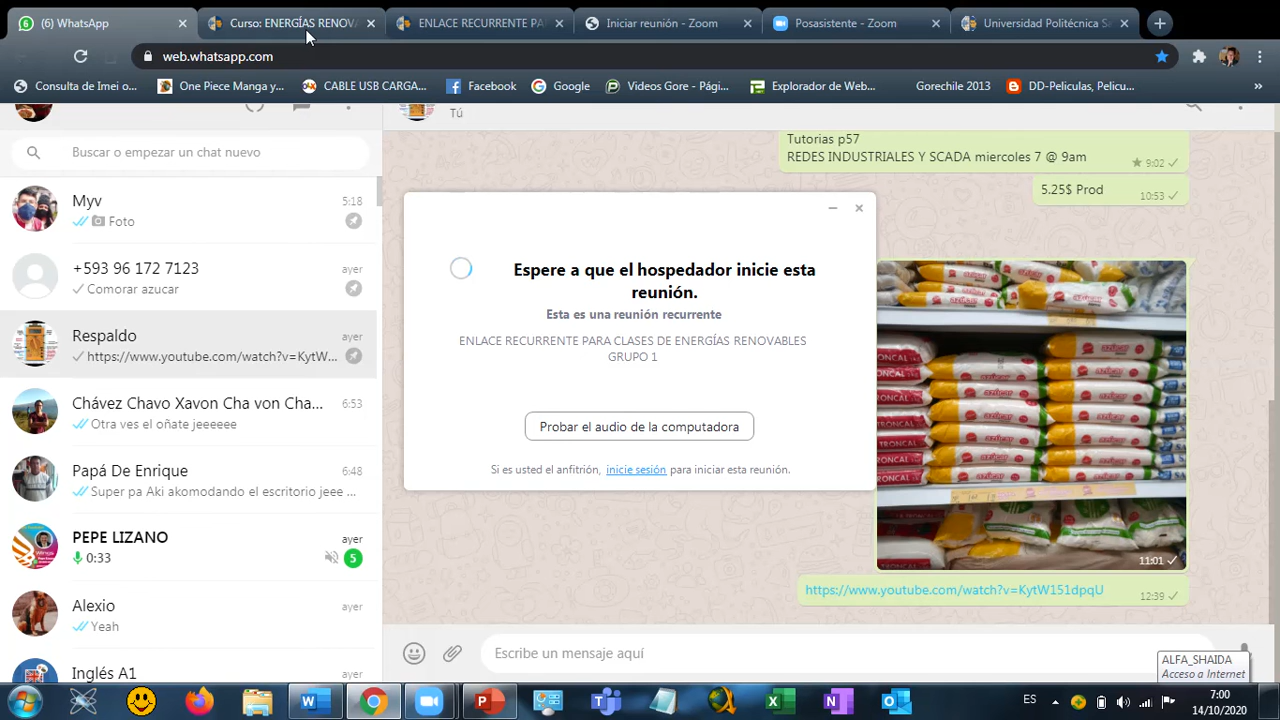 (6) WhatsApp
Curso: ENERGÍAS RENOV
ENLACE RECURRENTE PA
Iniciar reunión - Zoom
Posasistente - Zoom
Universidad Politécnica Sa
web.whatsapp.com
Consulta de Imei o...
One Piece Manga y...
CABLE USB CARGA...
Facebook
Google
Videos Gore - Pági...
Explorador de Web...
Gorechile 2013
DD-Peliculas, Pelicu...
»
Tú
Buscar o empezar un chat nuevo
Tutorias p57
REDES INDUSTRIALES Y SCADA miercoles 7 @ 9am
9:02
5.25$ Prod
10:53
Myv
5:18
Foto
+593 96 172 7123
ayer
Comorar azucar
Respaldo
ayer
https://www.youtube.com/watch?v=KytW...
Chávez Chavo Xavon Cha von Cha...
6:53
Otra ves el oñate jeeeeee
Papá De Enrique
6:48
Super pa Aki akomodando el escritorio jeee ...
PEPE LIZANO
ayer
0:33
5
Alexio
ayer
Yeah
Inglés A1
ayer
Espere a que el hospedador inicie esta
reunión.
Esta es una reunión recurrente
ENLACE RECURRENTE PARA CLASES DE ENERGÍAS RENOVABLES
GRUPO 1
Probar el audio de la computadora
Si es usted el anfitrión, inicie sesión para iniciar esta reunión.
TRONCAL
TRONCAL
11:01
https://www.youtube.com/watch?v=KytW151dpqU
12:39
Escribe un mensaje aquí
ALFA_SHAIDA
Acceso a Internet
ES
7:00
14/10/2020